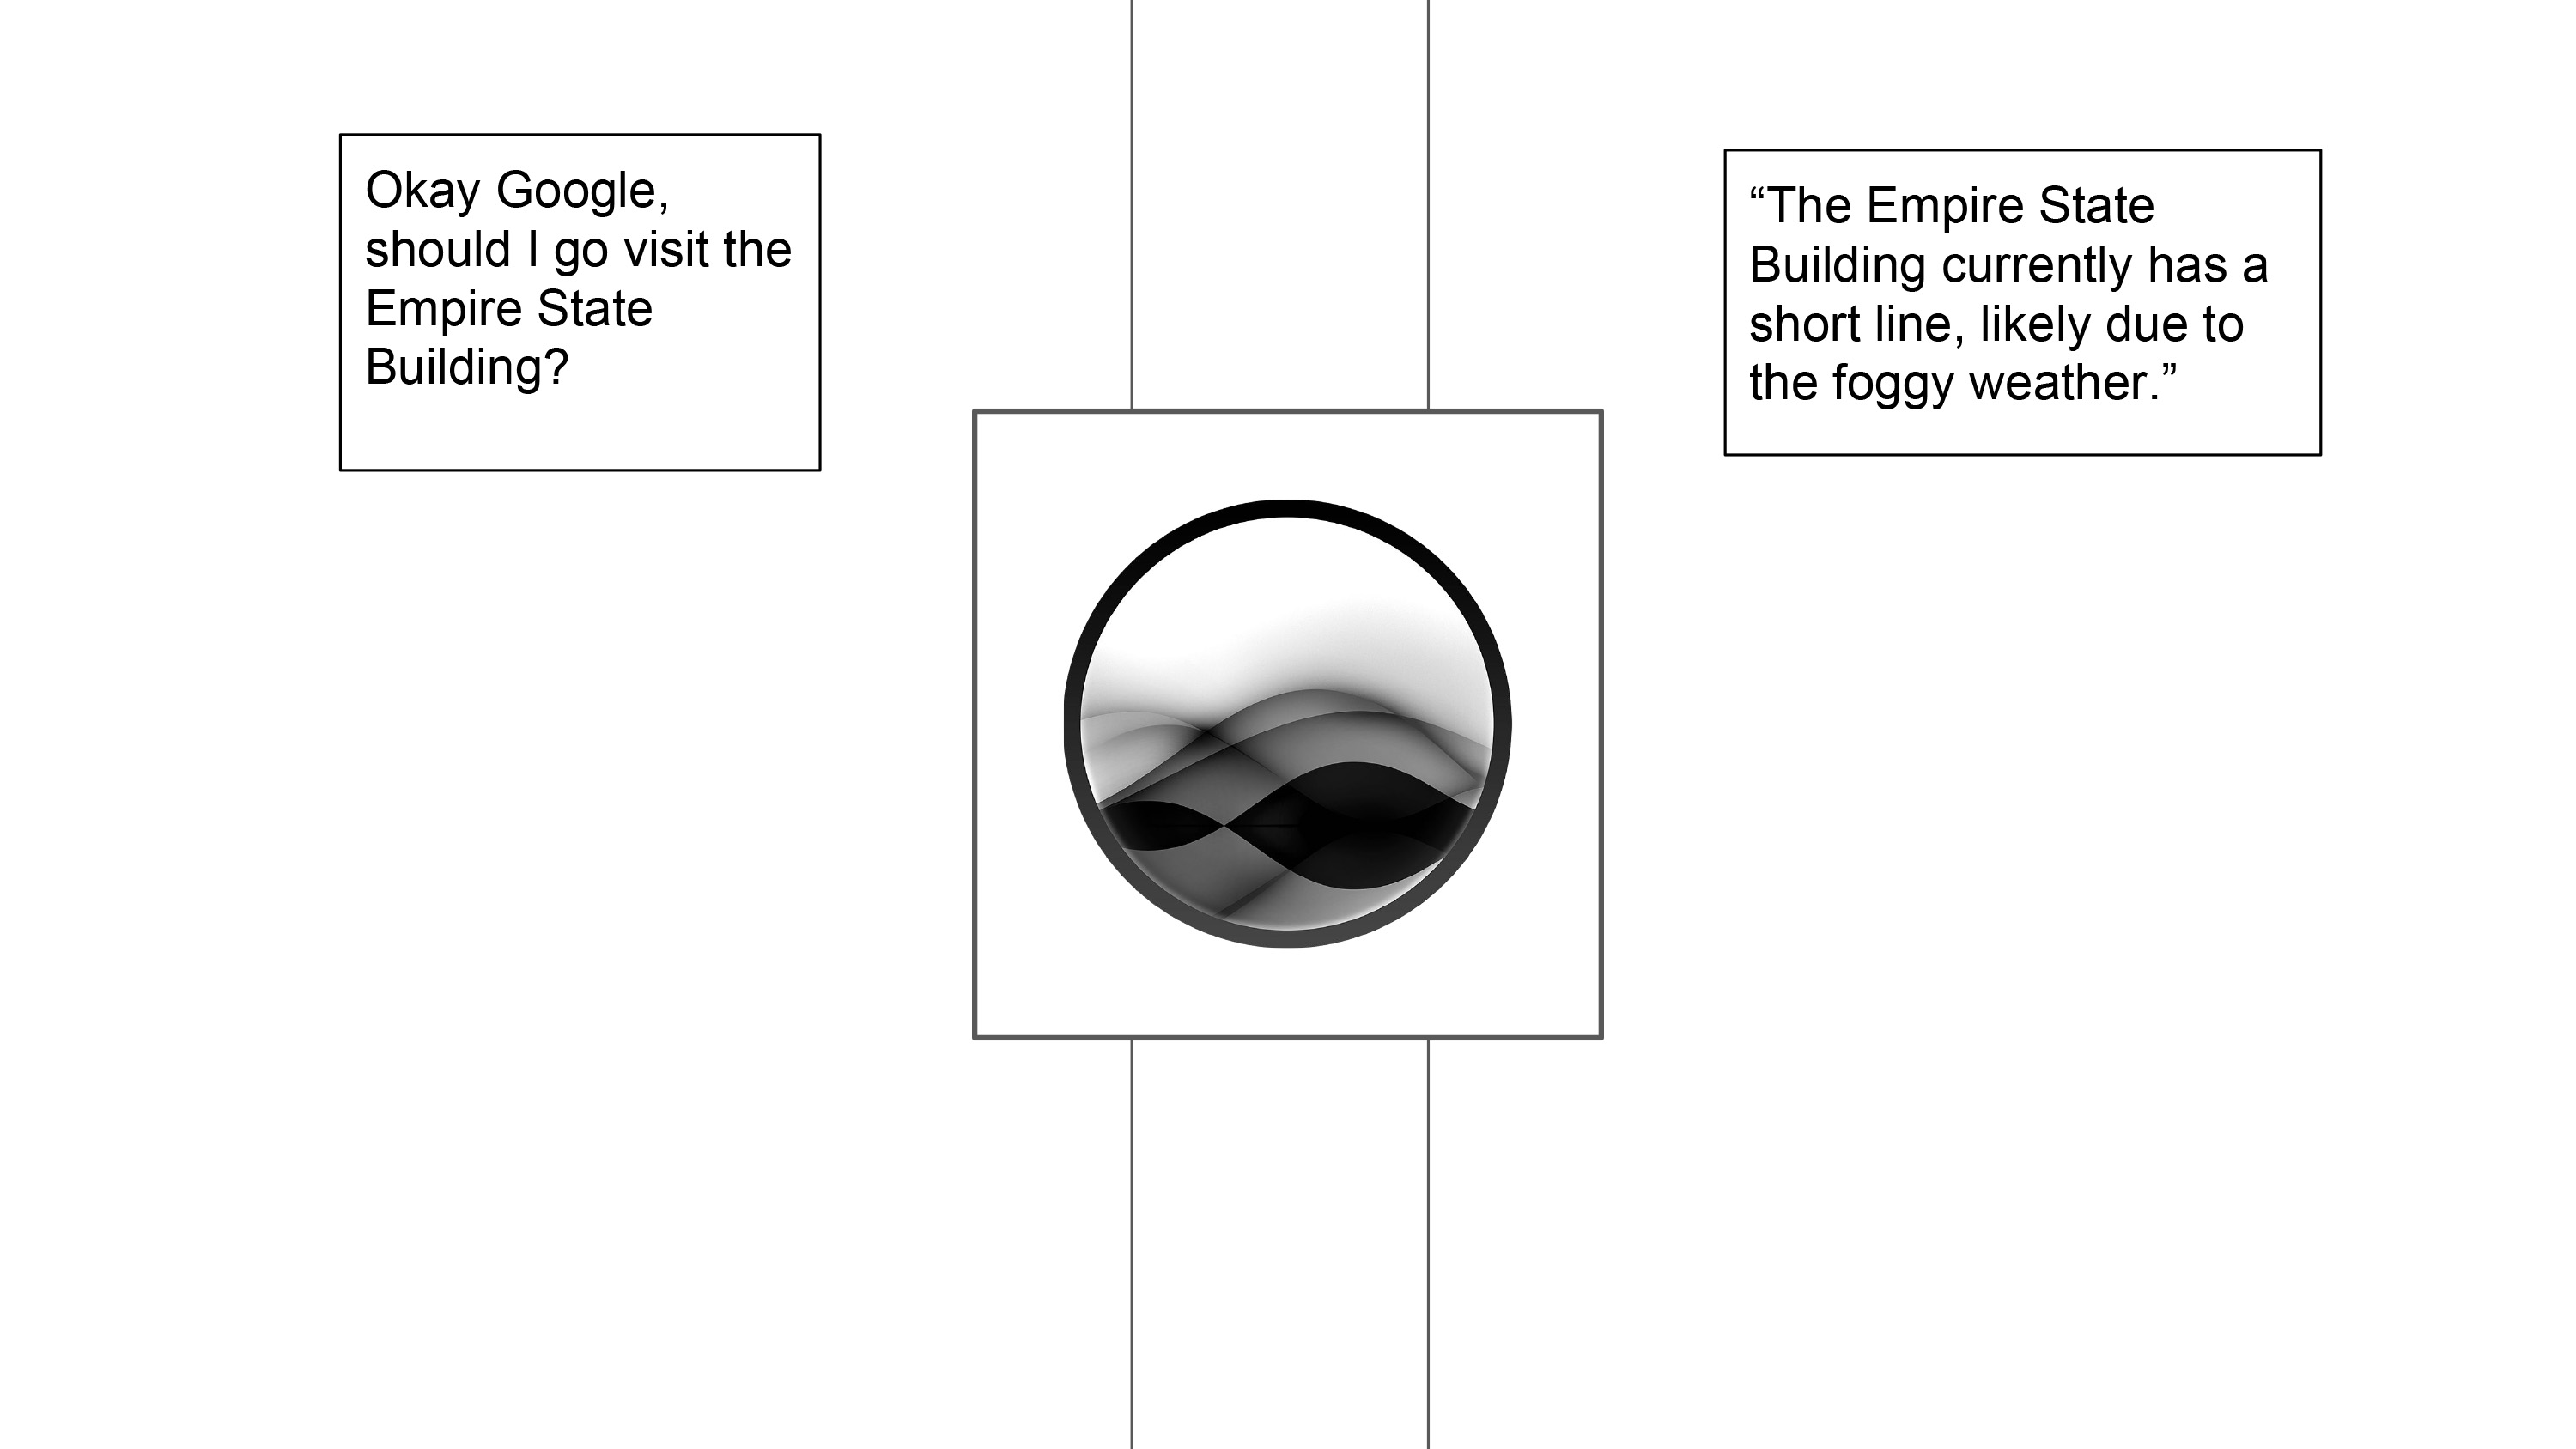 Okay Google,
should I go visit the
Empire State
Building?
“The Empire State
Building currently has a
short line, likely due to
the foggy weather.”